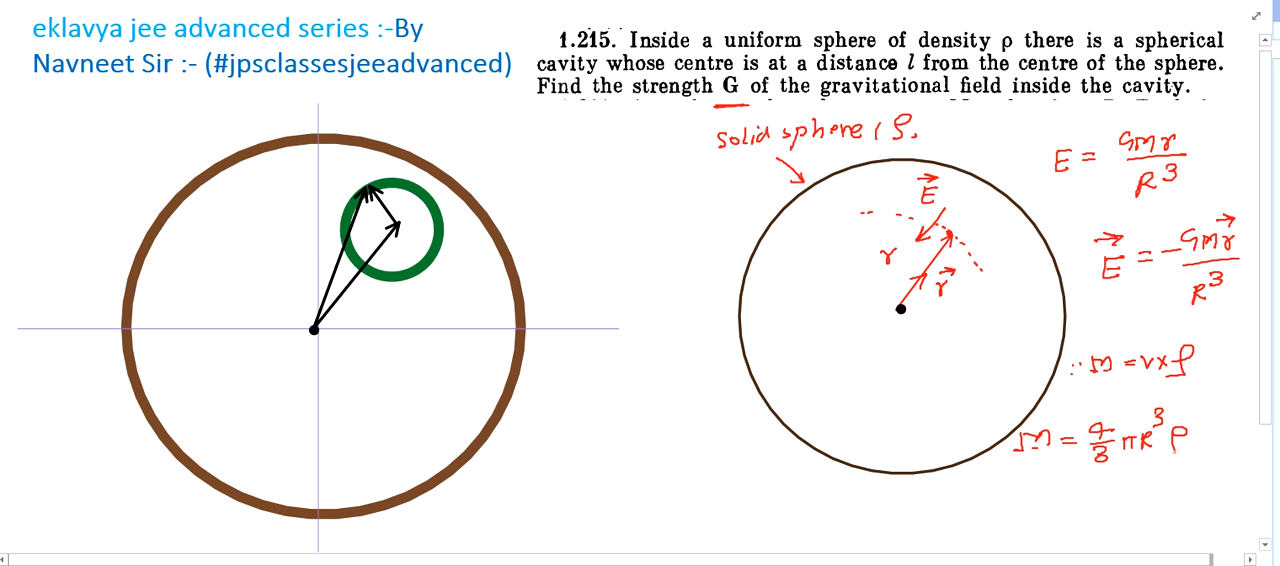 eklavya jee advanced series :-By
Navneet Sir :- (#jpsclassesjeeadvanced)
1.215. Inside a uniform sphere of density ρ there is a spherical
cavity whose centre is at a distance l from the centre of the sphere.
Find the strength G of the gravitational field inside the cavity.
solid sphere, ρ.
E = GMr / R³
E⃗
r
r⃗
E⃗ = -GMr⃗ / R³
∵ M = V×ρ
M = 4/3 πR³ρ